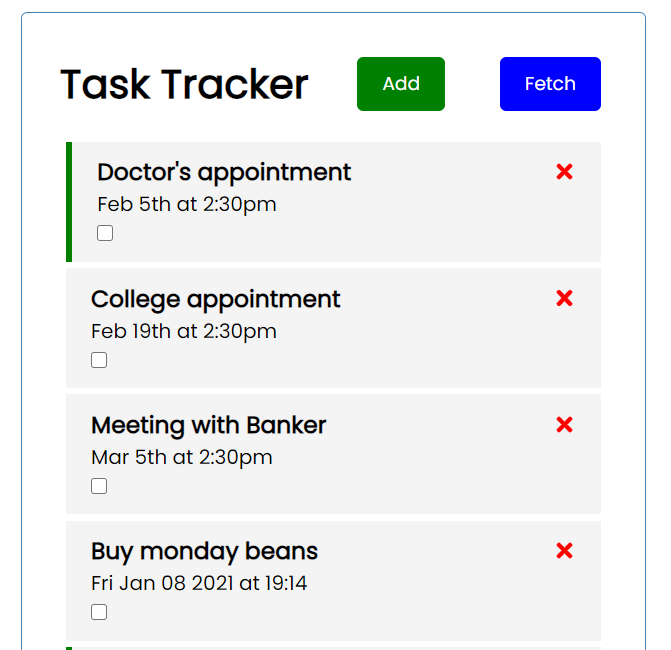 Task Tracker
Add
Fetch
Doctor's appointment
Feb 5th at 2:30pm
College appointment
Feb 19th at 2:30pm
Meeting with Banker
Mar 5th at 2:30pm
Buy monday beans
Fri Jan 08 2021 at 19:14